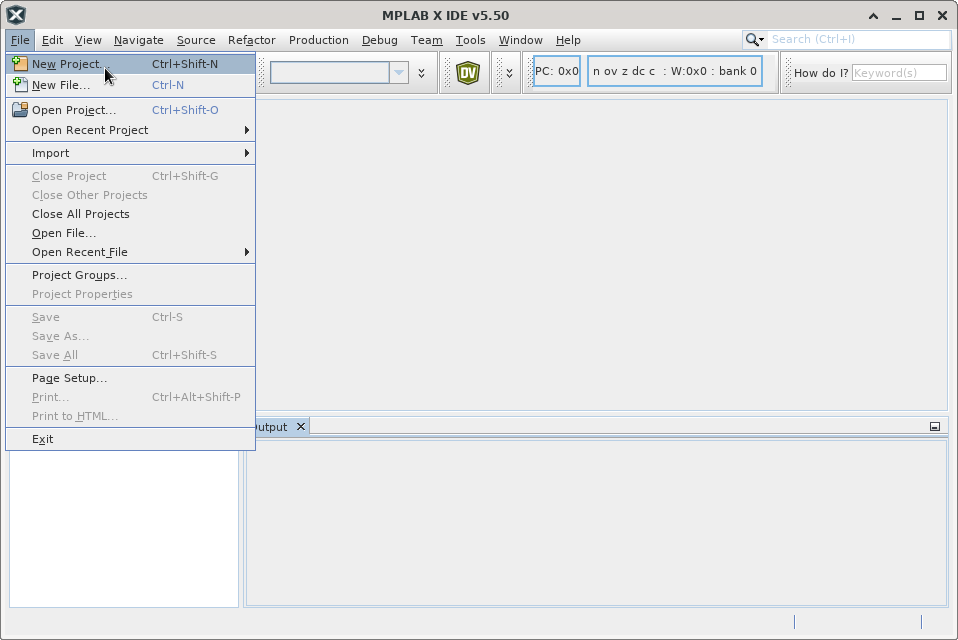 MPLAB X IDE v5.50
File Edit View Navigate Source Refactor Production Debug Team Tools Window Help Search (Ctrl+I)
New Project... Ctrl+Shift-N
New File... Ctrl-N
PC: 0x0 n ov z dc c : W:0x0 : bank 0 How do I? Keyword(s)
DV
Open Project... Ctrl+Shift-O
Open Recent Project
Import
Close Project Ctrl+Shift-G
Close Other Projects
Close All Projects
Open File...
Open Recent File
Project Groups...
Project Properties
Save Ctrl-S
Save As...
Save All Ctrl+Shift-S
Page Setup...
Print... Ctrl+Alt+Shift-P
Print to HTML...
utput
Exit